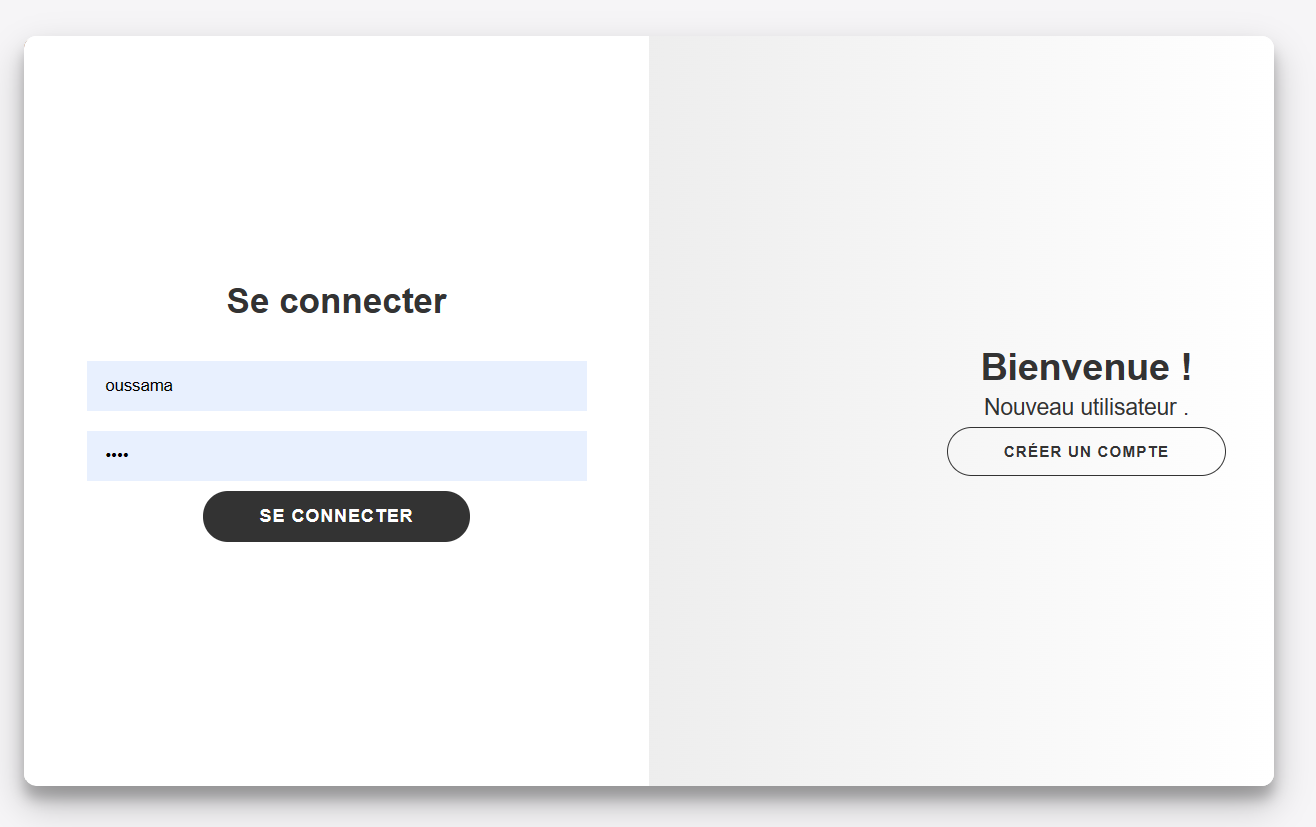 Se connecter
oussama
••••
SE CONNECTER
Bienvenue !
Nouveau utilisateur .
CRÉER UN COMPTE